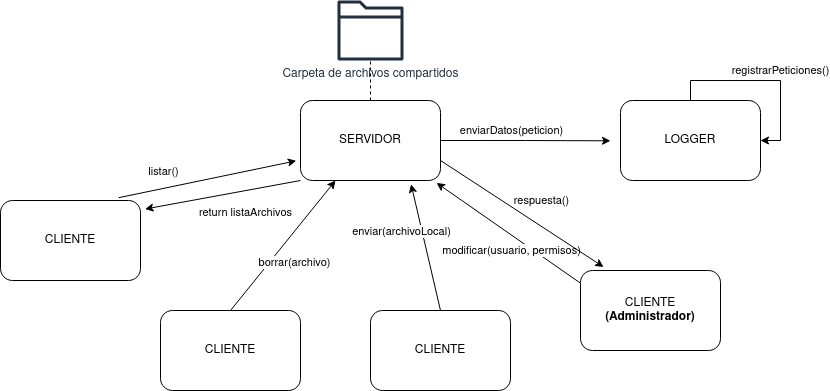 Carpeta de archivos compartidos
registrarPeticiones()
SERVIDOR
enviarDatos(peticion)
LOGGER
listar()
return listaArchivos
respuesta()
CLIENTE
enviar(archivoLocal)
modificar(usuario, permisos)
borrar(archivo)
CLIENTE
(Administrador)
CLIENTE
CLIENTE